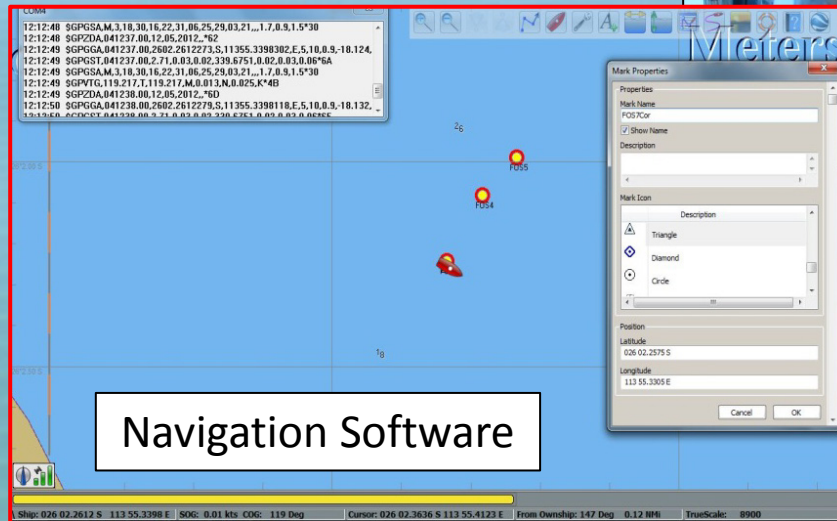 COM4
12:12:48 $GPGSA,M,3,18,30,16,22,31,06,25,29,03,21,,,1.7,0.9,1.5*30
12:12:48 $GPZDA,041237.00,12,05,2012,,*62
12:12:49 $GPGGA,041237.00,2602.2612273,S,11355.3398302,E,5,10,0.9,-18.124,
12:12:49 $GPGST,041237.00,2.71,0.03,0.02,339.6751,0.02,0.03,0.06*6A
12:12:49 $GPGSA,M,3,18,30,16,22,31,06,25,29,03,21,,,1.7,0.9,1.5*30
12:12:49 $GPVTG,119.217,T,119.217,M,0.013,N,0.025,K*4B
12:12:49 $GPZDA,041238.00,12,05,2012,,*6D
12:12:50 $GPGGA,041238.00,2602.2612279,S,11355.3398118,E,5,10,0.9,-18.132,
Meters
Mark Properties
Properties
Mark Name
FOS7Cor
Show Name
Description
Mark Icon
Description
Triangle
Diamond
Circle
Position
Latitude
026 02.2575 S
Longitude
113 55.3305 E
Cancel
OK
26
FOS5
FOS4
18
Navigation Software
Ship: 026 02.2612 S 113 55.3398 E SOG: 0.01 kts COG: 119 Deg Cursor: 026 02.3636 S 113 55.4123 E From Ownship: 147 Deg 0.12 NMi TrueScale: 8900